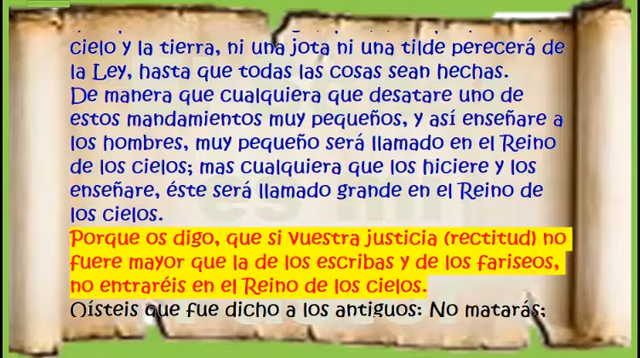 cielo y la tierra, ni una jota ni una tilde perecerá de
la Ley, hasta que todas las cosas sean hechas.
De manera que cualquiera que desatare uno de
estos mandamientos muy pequeños, y así enseñare a
los hombres, muy pequeño será llamado en el Reino
de los cielos; mas cualquiera que los hiciere y los
enseñare, éste será llamado grande en el Reino de
los cielos.
Porque os digo, que si vuestra justicia (rectitud) no
fuere mayor que la de los escribas y de los fariseos,
no entraréis en el Reino de los cielos.
Oísteis que fue dicho a los antiguos: No matarás;